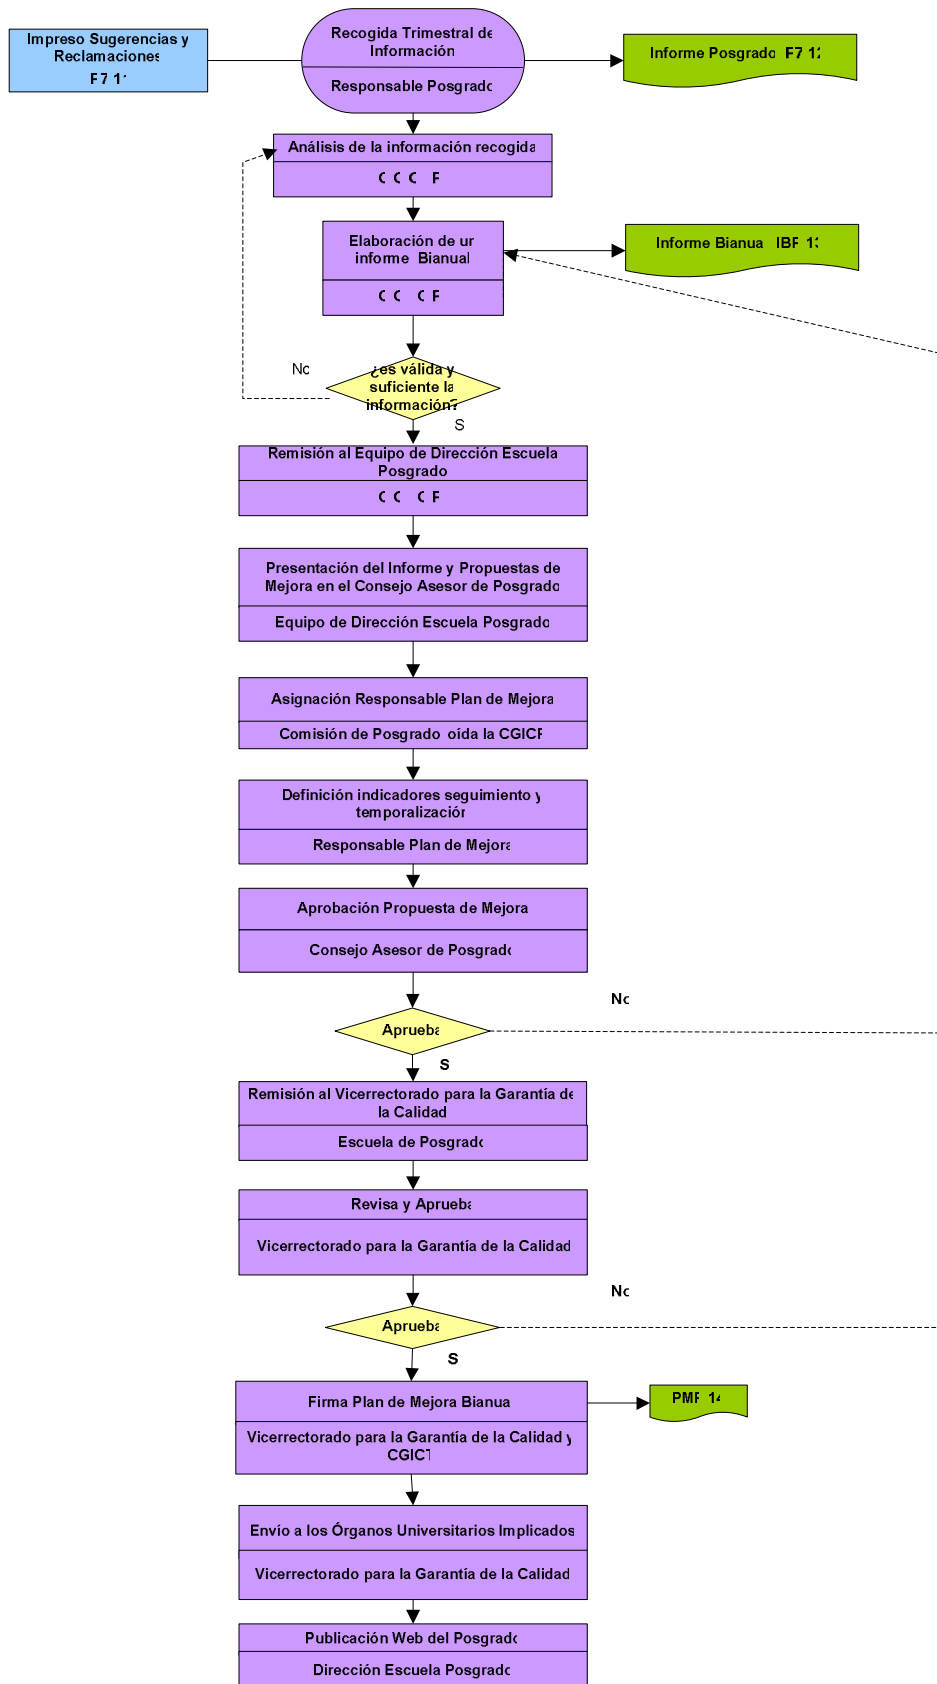 Impreso Sugerencias y
Reclamaciones
Recogida Trimestral de
Información
Responsable Posgrado
Informe Posgrado F7 12
Análisis de la información recogida
Elaboración de un
informe Bianual
Informe Bianual
¿es válida y
suficiente la
información?
No
S
Remisión al Equipo de Dirección Escuela
Posgrado
Presentación del Informe y Propuestas de
Mejora en el Consejo Asesor de Posgrado
Equipo de Dirección Escuela Posgrado
Asignación Responsable Plan de Mejora
Comisión de Posgrado oída la
Definición indicadores seguimiento y
temporalización
Responsable Plan de Mejora
Aprobación Propuesta de Mejora
Consejo Asesor de Posgrado
No
Aprueba
S
Remisión al Vicerrectorado para la Garantía de
la Calidad
Escuela de Posgrado
Revisa y Aprueba
Vicerrectorado para la Garantía de la Calidad
No
Aprueba
S
Firma Plan de Mejora Bianual
Vicerrectorado para la Garantía de la Calidad y
Envío a los Órganos Universitarios Implicados
Vicerrectorado para la Garantía de la Calidad
Publicación Web del Posgrado
Dirección Escuela Posgrado